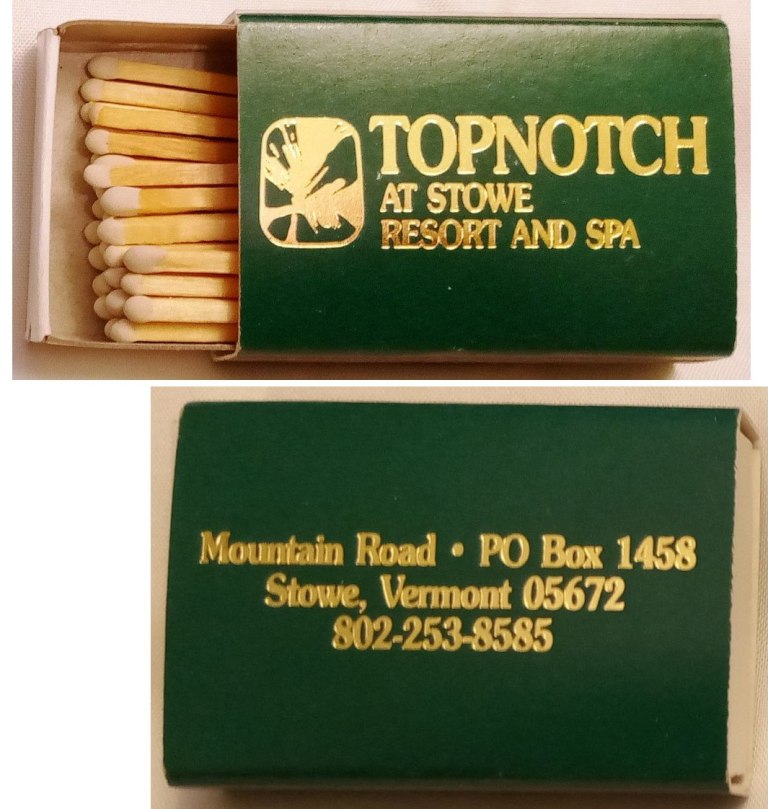 TOPNOTCH
AT STOWE
RESORT AND SPA
Mountain Road • PO Box 1458
Stowe, Vermont 05672
802-253-8585